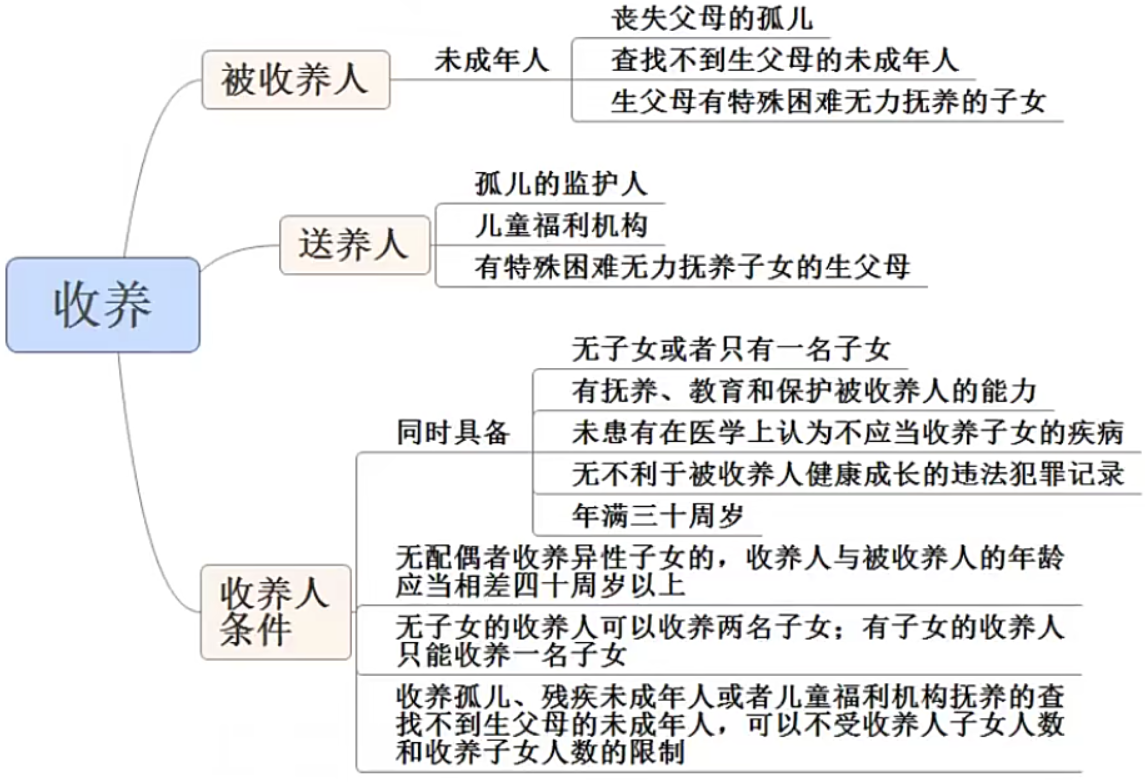 收养
被收养人
未成年人
丧失父母的孤儿
查找不到生父母的未成年人
生父母有特殊困难无力抚养的子女
送养人
孤儿的监护人
儿童福利机构
有特殊困难无力抚养子女的生父母
收养人
条件
同时具备
无子女或者只有一名子女
有抚养、教育和保护被收养人的能力
未患有在医学上认为不应当收养子女的疾病
无不利于被收养人健康成长的违法犯罪记录
年满三十周岁
无配偶者收养异性子女的，收养人与被收养人的年龄
应当相差四十周岁以上
无子女的收养人可以收养两名子女；有子女的收养人
只能收养一名子女
收养孤儿、残疾未成年人或者儿童福利机构抚养的查
找不到生父母的未成年人，可以不受收养人子女人数
和收养子女人数的限制